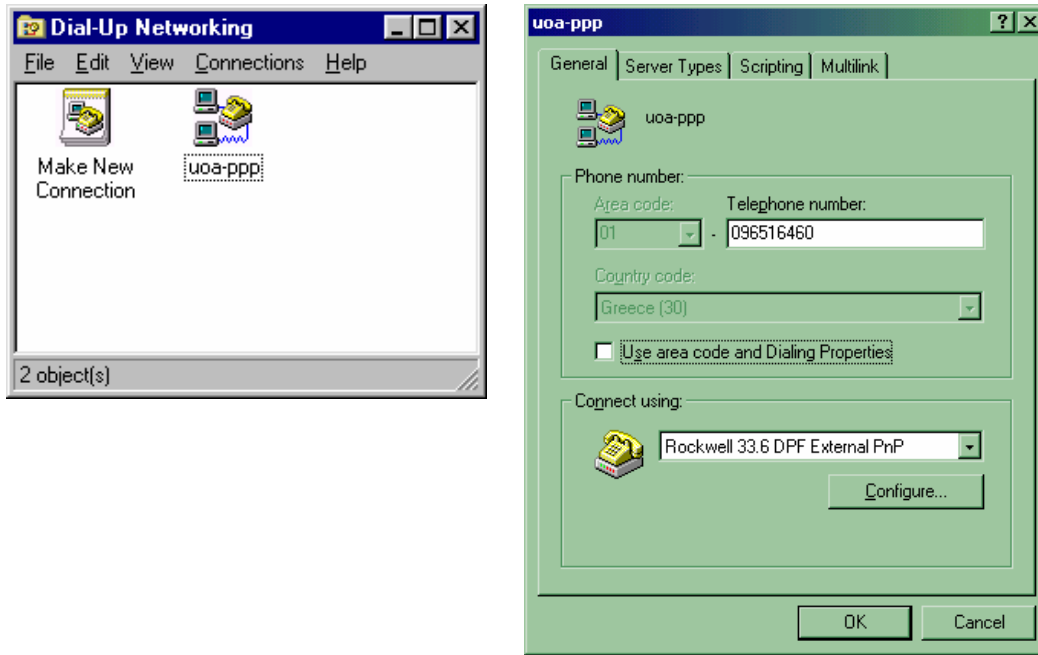 Dial-Up Networking
File Edit View Connections Help
Make New
Connection
uoa-ppp
2 object(s)
uoa-ppp
General Server Types Scripting Multilink
uoa-ppp
Phone number:
Area code: Telephone number:
01 - 096516460
Country code:
Greece (30)
Use area code and Dialing Properties
Connect using:
Rockwell 33.6 DPF External PnP
Configure...
OK Cancel